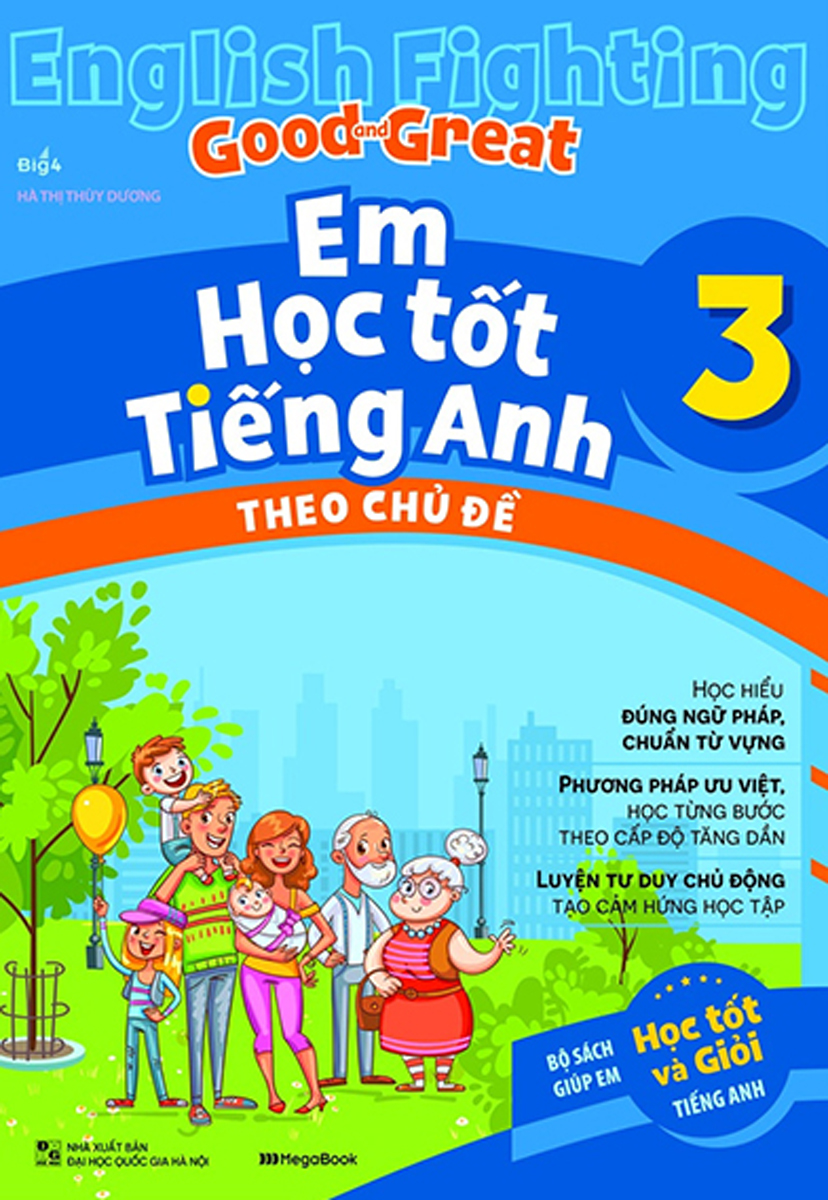 English Fighting
Good and Great
Big4
HÀ THỊ THÙY DƯƠNG
Em
Học tốt
Tiếng Anh
3
THEO CHỦ ĐỀ
HỌC HIỂU
ĐÚNG NGỮ PHÁP,
CHUẨN TỪ VỰNG
PHƯƠNG PHÁP ƯU VIỆT,
HỌC TỪNG BƯỚC
THEO CẤP ĐỘ TĂNG DẦN
LUYỆN TƯ DUY CHỦ ĐỘNG
TẠO CẢM HỨNG HỌC TẬP
BỘ SÁCH
GIÚP EM
Học tốt
và Giỏi
TIẾNG ANH
NHÀ XUẤT BẢN
ĐẠI HỌC QUỐC GIA HÀ NỘI
MegaBook